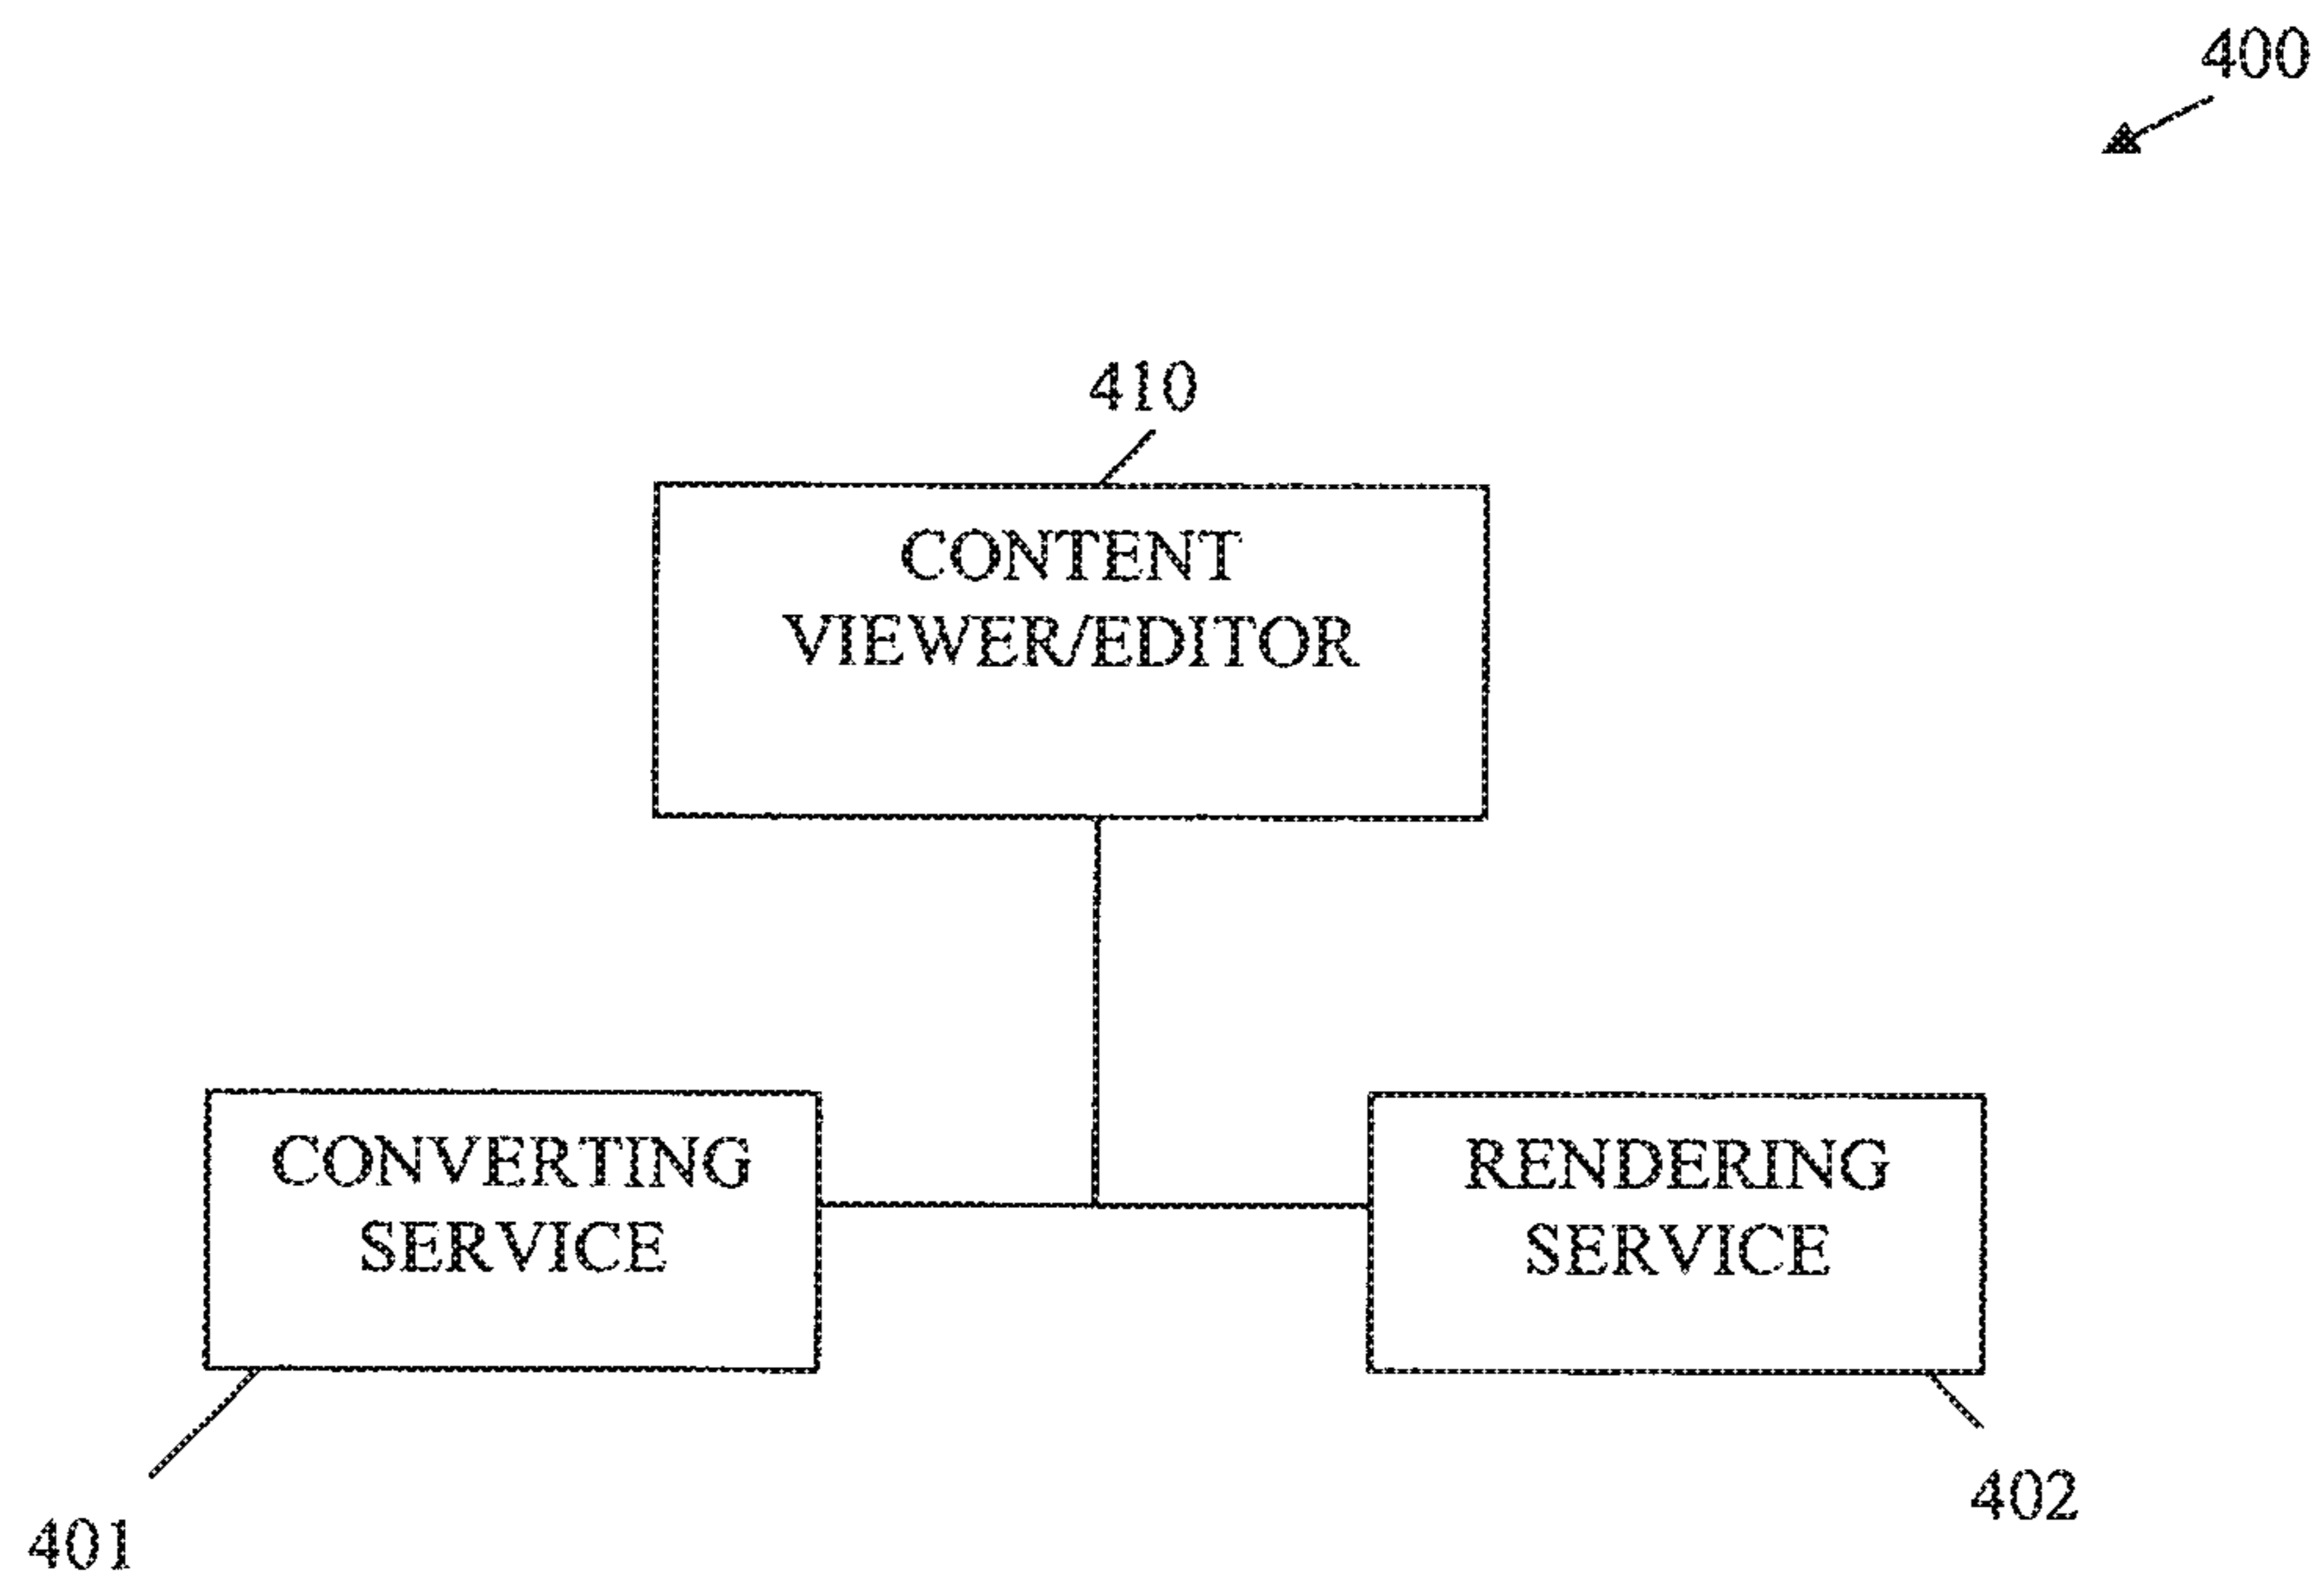 400
410
CONTENT
VIEWER/EDITOR
CONVERTING
SERVICE
RENDERING
SERVICE
401
402